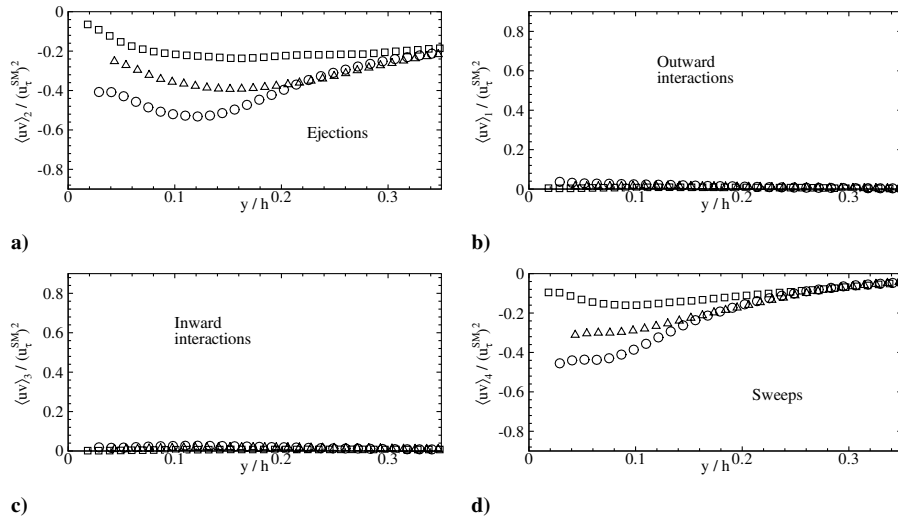 0
-0.2
-0.4
-0.6
-0.8
⟨uv⟩₂ / (u_τ^SM)²
Ejections
0 0.1 0.2 0.3
y / h
a)
0.8
0.6
0.4
0.2
0
⟨uv⟩₁ / (u_τ^SM)²
Outward
interactions
0 0.1 0.2 0.3
y / h
b)
0.8
0.6
0.4
0.2
0
⟨uv⟩₃ / (u_τ^SM)²
Inward
interactions
0 0.1 0.2 0.3
y / h
c)
0
-0.2
-0.4
-0.6
-0.8
⟨uv⟩₄ / (u_τ^SM)²
Sweeps
0 0.1 0.2 0.3
y / h
d)